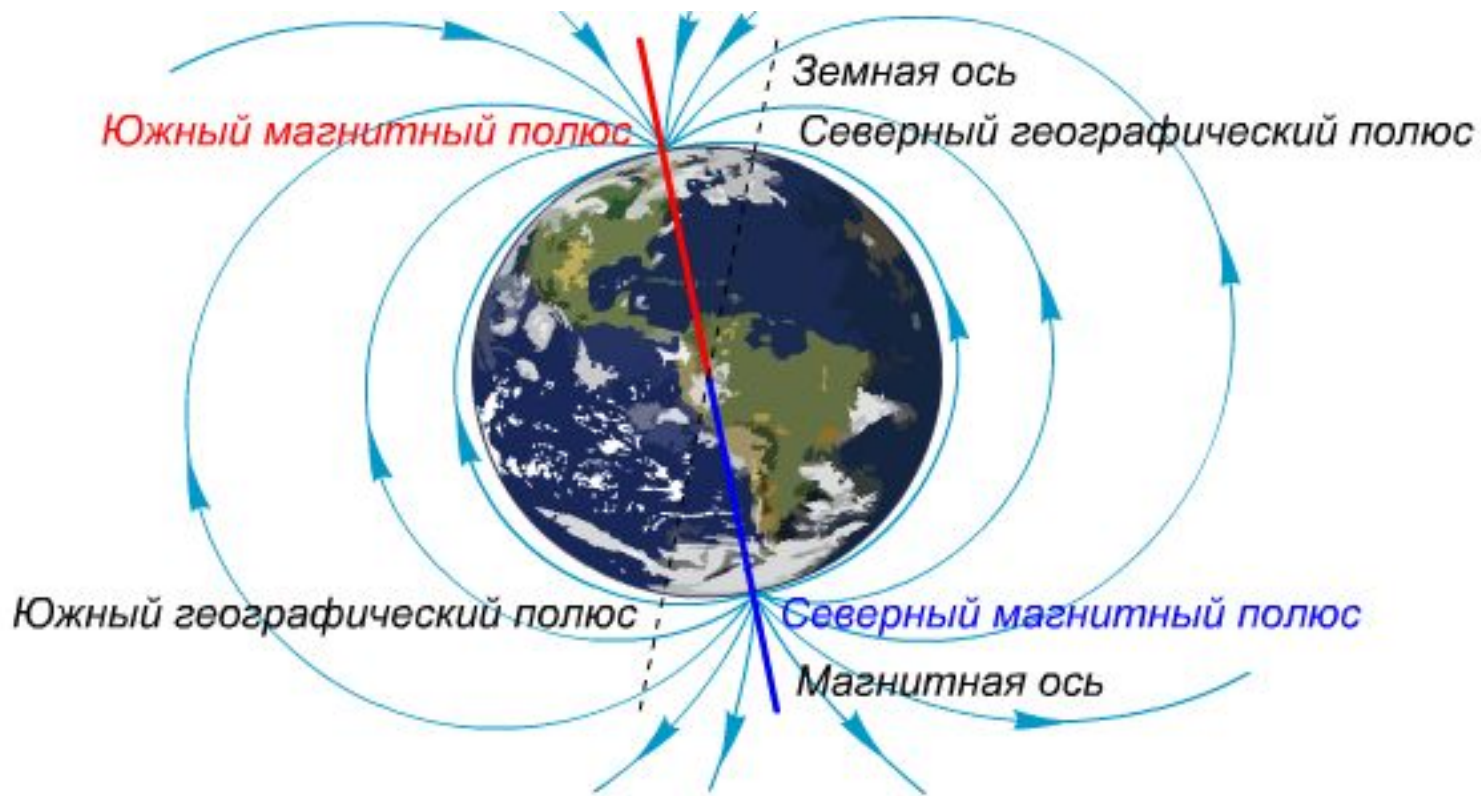 Земная ось
Южный магнитный полюс
Северный географический полюс
Южный географический полюс
Северный магнитный полюс
Магнитная ось